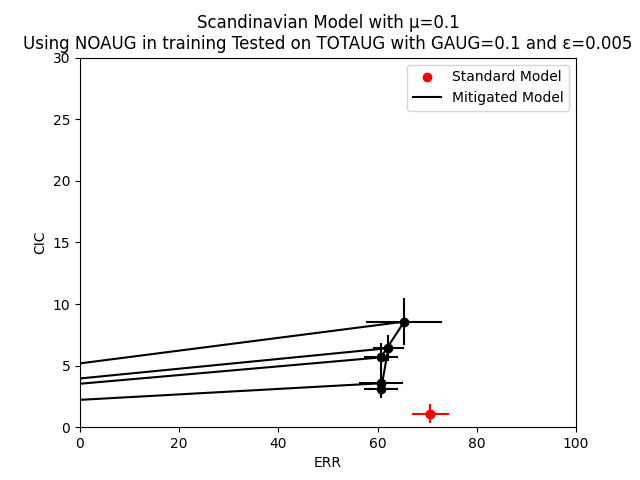 Scandinavian Model with μ=0.1
Using NOAUG in training Tested on TOTAUG with GAUG=0.1 and ε=0.005
Standard Model
Mitigated Model
30
25
20
15
10
5
0
CIC
0 20 40 60 80 100
ERR